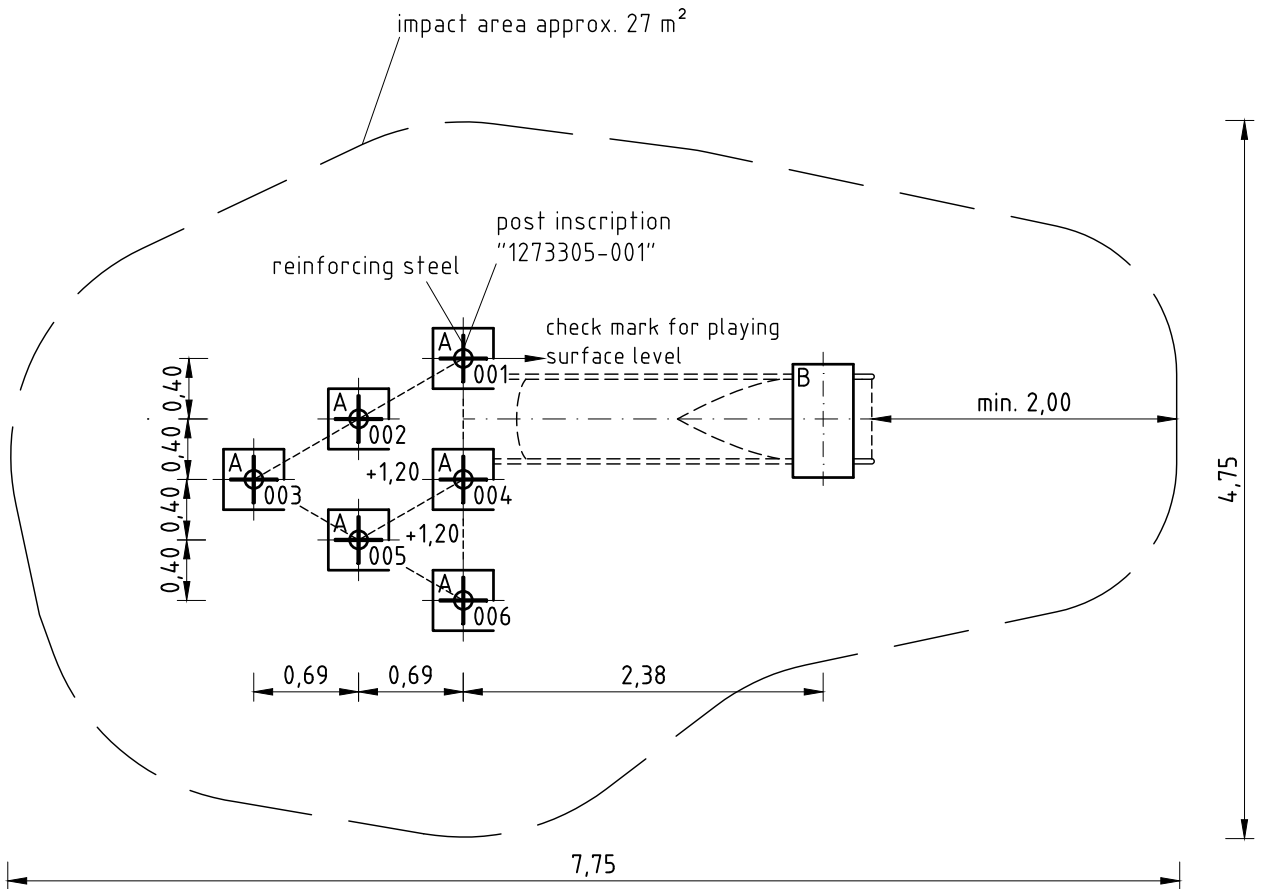 impact area approx. 27 m²
post inscription
"1273305-001"
reinforcing steel
check mark for playing
surface level
A
001
B
min. 2,00
0,40
A
002
0,40
A
003
+1,20
A
004
4,75
0,40
A
005
+1,20
0,40
A
006
0,69
0,69
2,38
7,75